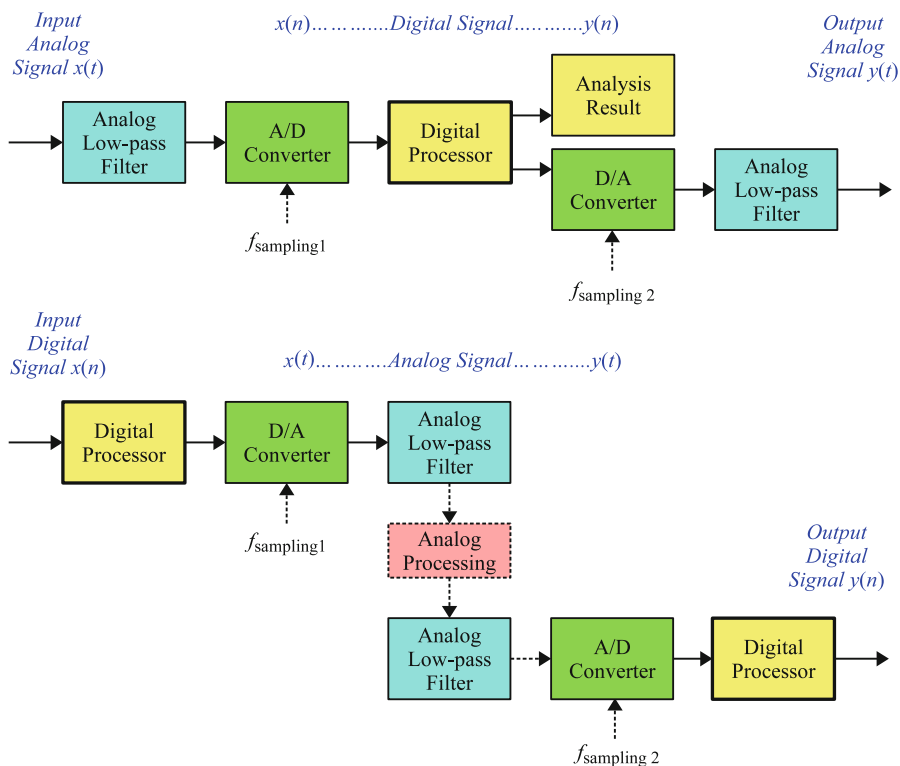 Input
Analog
Signal x(t)
x(n)…………Digital Signal…………y(n)
Output
Analog
Signal y(t)
Analog
Low-pass
Filter
A/D
Converter
Digital
Processor
Analysis
Result
D/A
Converter
Analog
Low-pass
Filter
fsampling1
fsampling 2
Input
Digital
Signal x(n)
x(t)…………Analog Signal…………y(t)
Digital
Processor
D/A
Converter
Analog
Low-pass
Filter
fsampling1
Analog
Processing
Output
Digital
Signal y(n)
Analog
Low-pass
Filter
A/D
Converter
Digital
Processor
fsampling 2